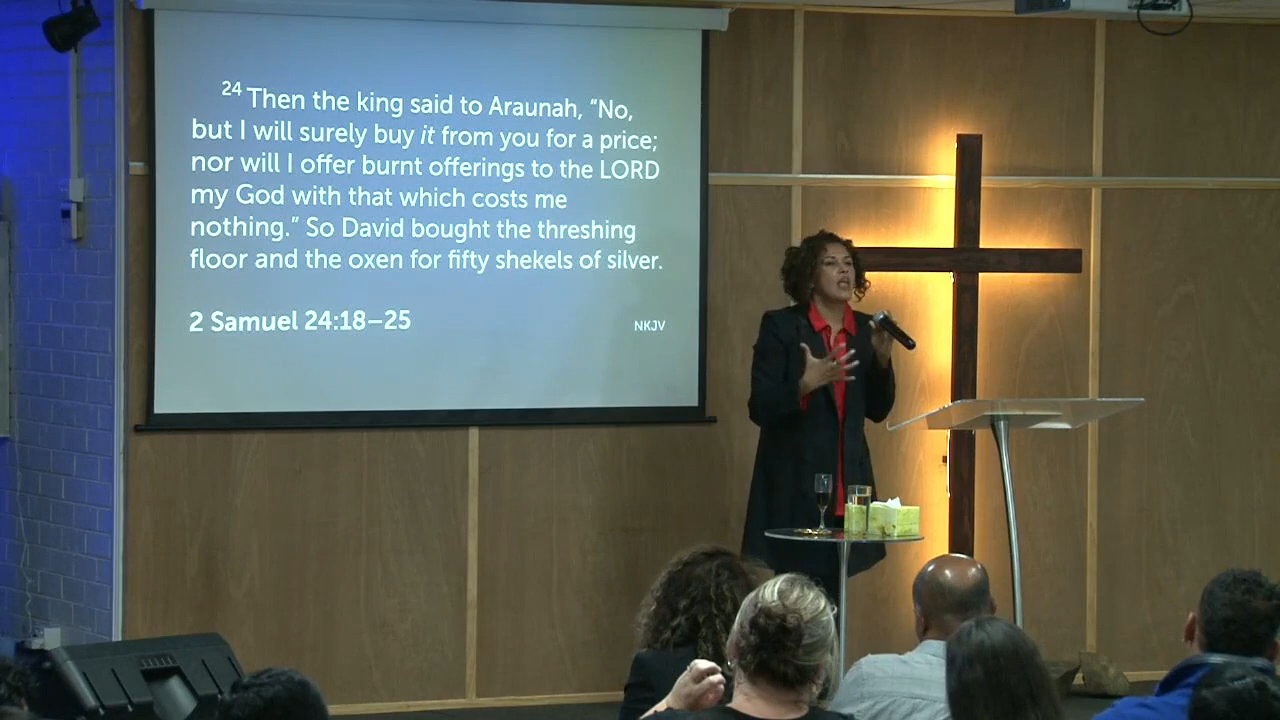 24 Then the king said to Araunah, “No,
but I will surely buy it from you for a price;
nor will I offer burnt offerings to the LORD
my God with that which costs me
nothing.” So David bought the threshing
floor and the oxen for fifty shekels of silver.
2 Samuel 24:18–25
NKJV